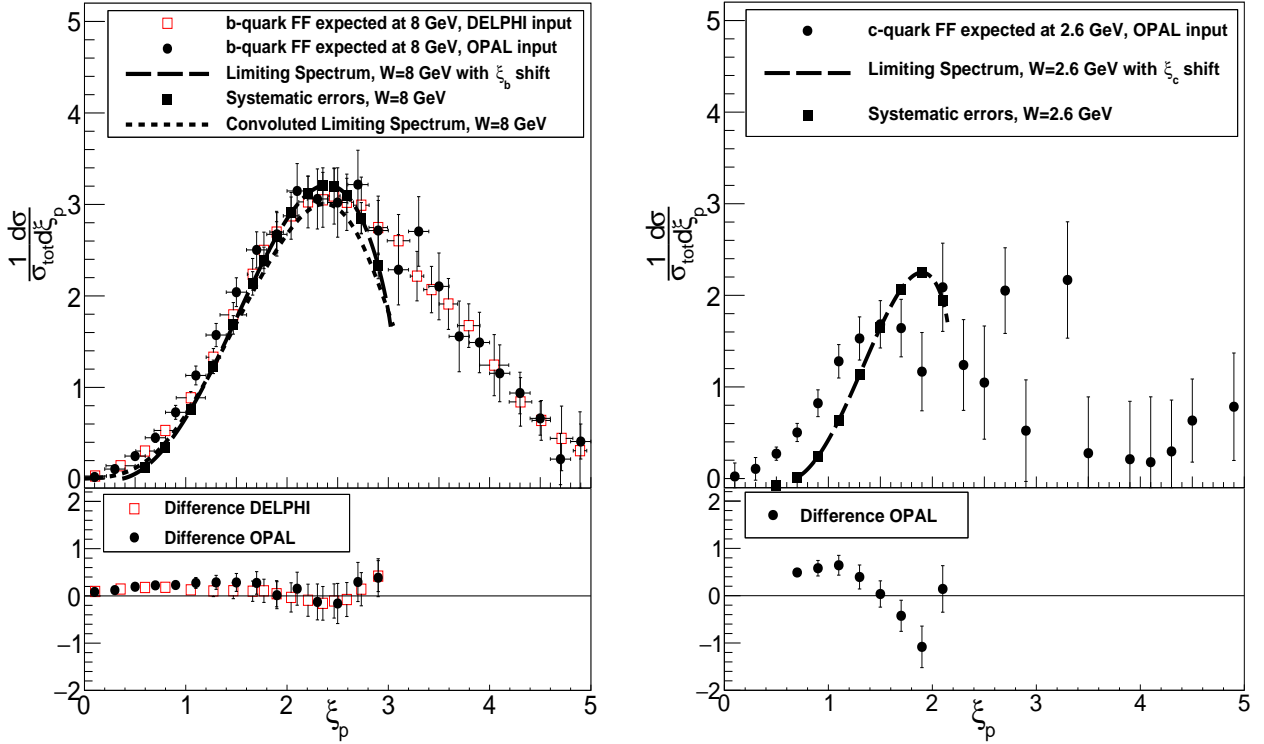 b-quark FF expected at 8 GeV, DELPHI input
b-quark FF expected at 8 GeV, OPAL input
Limiting Spectrum, W=8 GeV with ξb shift
Systematic errors, W=8 GeV
Convoluted Limiting Spectrum, W=8 GeV
1/σtot dσ/dξp
5
4
3
2
1
0
Difference DELPHI
Difference OPAL
2
1
0
−1
−2
0 1 2 3 4 5
ξp
c-quark FF expected at 2.6 GeV, OPAL input
Limiting Spectrum, W=2.6 GeV with ξc shift
Systematic errors, W=2.6 GeV
1/σtot dσ/dξp
5
4
3
2
1
0
Difference OPAL
2
1
0
−1
−2
0 1 2 3 4 5
ξp